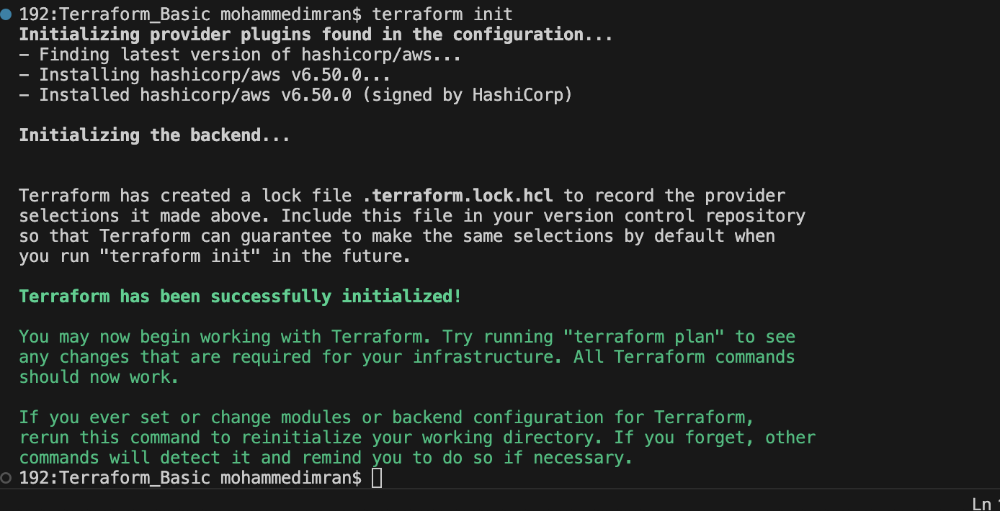 192:Terraform_Basic mohammedimran$ terraform init
Initializing provider plugins found in the configuration...
- Finding latest version of hashicorp/aws...
- Installing hashicorp/aws v6.50.0...
- Installed hashicorp/aws v6.50.0 (signed by HashiCorp)
Initializing the backend...
Terraform has created a lock file .terraform.lock.hcl to record the provider
selections it made above. Include this file in your version control repository
so that Terraform can guarantee to make the same selections by default when
you run "terraform init" in the future.
Terraform has been successfully initialized!
You may now begin working with Terraform. Try running "terraform plan" to see
any changes that are required for your infrastructure. All Terraform commands
should now work.
If you ever set or change modules or backend configuration for Terraform,
rerun this command to reinitialize your working directory. If you forget, other
commands will detect it and remind you to do so if necessary.
192:Terraform_Basic mohammedimran$
Ln